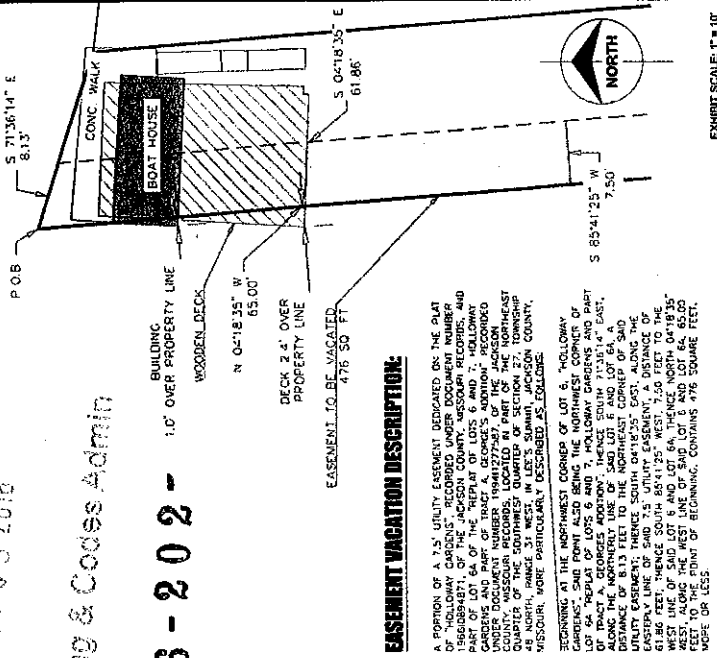 2016
g & Codes Admin
6-202-
P.O.B
S 71°36'14" E
8.13'
CONC. WALK
BOAT HOUSE
BUILDING
1.0' OVER PROPERTY LINE
WOODEN DECK
N 04°18'35" W
65.00'
DECK 2.4' OVER
PROPERTY LINE
EASEMENT TO BE VACATED
476 SQ FT
S 04°18'35" E
61.86'
S 85°41'25" W
7.50'
NORTH
EXHIBIT SCALE: 1" = 10'
EASEMENT VACATION DESCRIPTION:
A PORTION OF A 7.5' UTILITY EASEMENT DEDICATED ON THE PLAT
OF "HOLLOWAY GARDENS", RECORDED UNDER DOCUMENT NUMBER
1966I0894871, OF THE JACKSON COUNTY, MISSOURI RECORDS, AND
PART OF LOT 6A OF THE "REPLAT OF LOTS 6 AND 7, HOLLOWAY
GARDENS AND PART OF TRACT A, GEORGE'S ADDITION" RECORDED
UNDER DOCUMENT NUMBER 1994I1277587, OF THE JACKSON
COUNTY, MISSOURI RECORDS, LOCATED IN PART OF THE NORTHEAST
QUARTER OF THE SOUTHWEST QUARTER OF SECTION 27, TOWNSHIP
48 NORTH, RANGE 31 WEST, IN LEE'S SUMMIT, JACKSON COUNTY,
MISSOURI, MORE PARTICULARLY DESCRIBED AS FOLLOWS:
BEGINNING AT THE NORTHWEST CORNER OF LOT 6, "HOLLOWAY
GARDENS", SAID POINT ALSO BEING THE NORTHWEST CORNER OF
LOT 6A "REPLAT OF LOTS 6 AND 7, HOLLOWAY GARDENS AND PART
OF TRACT A, GEORGES ADDITION", THENCE SOUTH 71°36'14" EAST,
ALONG THE NORTHERLY LINE OF SAID LOT 6 AND LOT 6A, A
DISTANCE OF 8.13 FEET TO THE NORTHEAST CORNER OF SAID
UTILITY EASEMENT; THENCE SOUTH 04°18'35" EAST, ALONG THE
EASTERLY LINE OF SAID 7.5' UTILITY EASEMENT, A DISTANCE OF
61.86 FEET; THENCE SOUTH 85°41'25" WEST, 7.50 FEET TO THE
WEST LINE OF SAID LOT 6 AND LOT 6A, THENCE NORTH 04°18'35"
WEST, ALONG THE WEST LINE OF SAID LOT 6 AND LOT 6A, 65.00
FEET TO THE POINT OF BEGINNING, CONTAINS 476 SQUARE FEET,
MORE OR LESS.